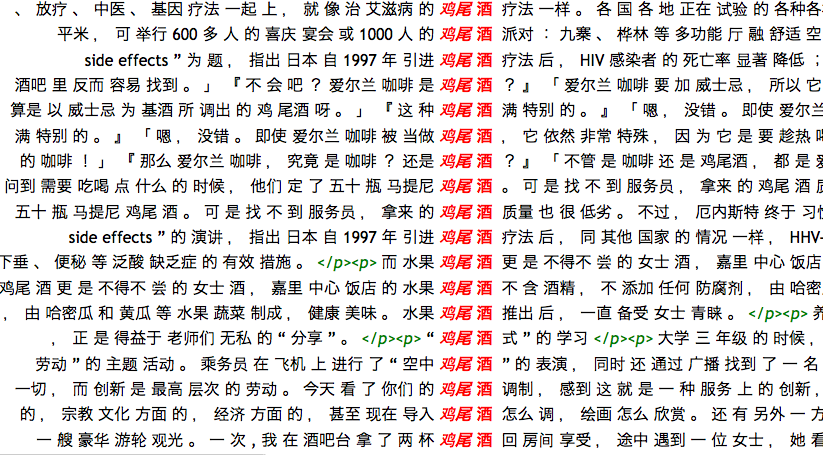 、 放疗 、 中医 、 基因 疗法 一起 上 ， 就 像 治 艾滋病 的 鸡尾 酒 疗法 一样 。 各 国 各 地 正在 试验 的 各种 各
平米 ， 可 举行 600 多 人 的 喜庆 宴会 或 1000 人 的 鸡尾 酒 派对 ： 九寨 、 桦林 等 多功能 厅 融 舒适 空
side effects ” 为 题 ， 指出 日本 自 1997 年 引进 鸡尾 酒 疗法 后 ， HIV 感染者 的 死亡率 显著 降低 ；
酒吧 里 反而 容易 找到 。 」 『 不 会 吧 ？ 爱尔兰 咖啡 是 鸡尾 酒 ？ 』 「 爱尔兰 咖啡 要 加 威士忌 ， 所以 它
算是 以 威士忌 为 基酒 所 调出 的 鸡 尾酒 呀 。 」 『 这 种 鸡尾 酒 满 特别 的 。 』 「 嗯 ， 没错 。 即使 爱尔兰
满 特别 的 。 』 「 嗯 ， 没错 。 即使 爱尔兰 咖啡 被 当做 鸡尾 酒 ， 它 依然 非常 特殊 ， 因 为 它 是 要 趁热
的 咖啡 ！ 」 『 那么 爱尔兰 咖啡 ， 究竟 是 咖啡 ？ 还是 鸡尾 酒 ？ 』 「 不管 是 咖啡 还 是 鸡尾酒 ， 都 是 爱
问到 需要 吃喝 点 什么 的 时候 ， 他们 定 了 五十 瓶 马提尼 鸡尾 酒 。 可 是 找 不 到 服务员 ， 拿来 的 鸡尾 酒 质
五十 瓶 马提尼 鸡尾 酒 。 可 是 找 不 到 服务员 ， 拿来 的 鸡尾 酒 质量 也 很 低劣 。 不过 ， 厄内斯特 终于 习惯
side effects ” 的 演讲 ， 指出 日本 自 1997 年 引进 鸡尾 酒 疗法 后 ， 同 其他 国家 的 情况 一样 ， HHV-
下垂 、 便秘 等 泛酸 缺乏症 的 有效 措施 。 </p><p> 而 水果 鸡尾 酒 更 是 不得不 尝 的 女士 酒 ， 嘉里 中心 饭店
鸡尾 酒 更 是 不得不 尝 的 女士 酒 ， 嘉里 中心 饭店 的 水果 鸡尾 酒 不 含 酒精 ， 不 添加 任何 防腐剂 ， 由 哈密
， 由 哈密瓜 和 黄瓜 等 水果 蔬菜 制成 ， 健康 美味 。 水果 鸡尾 酒 推出 后 ， 一直 备受 女士 青睐 。 </p><p> 养
， 正 是 得益于 老师们 无私 的 “ 分享 ” 。 </p><p> “ 鸡尾 酒 式 ” 的 学习 </p><p> 大学 三 年级 的 时候 ，
劳动 ” 的 主题 活动 。 乘务员 在 飞机 上 进行 了 “ 空中 鸡尾 酒 ” 的 表演 ， 同时 还 通过 广播 找到 了 一 名
一切 ， 而 创新 是 最高 层次 的 劳动 。 今天 看 了 你们 的 鸡尾 酒 调制 ， 感到 这 就 是 一 种 服务 上 的 创新 ，
的 ， 宗教 文化 方面 的 ， 经济 方面 的 ， 甚至 现在 导入 鸡尾 酒 怎么 调 ， 绘画 怎么 欣赏 。 还 有 另外 一 方
一 艘 豪华 游轮 观光 。 一次 , 我 在 酒吧台 拿 了 两 杯 鸡尾 酒 回 房间 享受 ， 途中 遇到 一 位 女士 ， 她 看